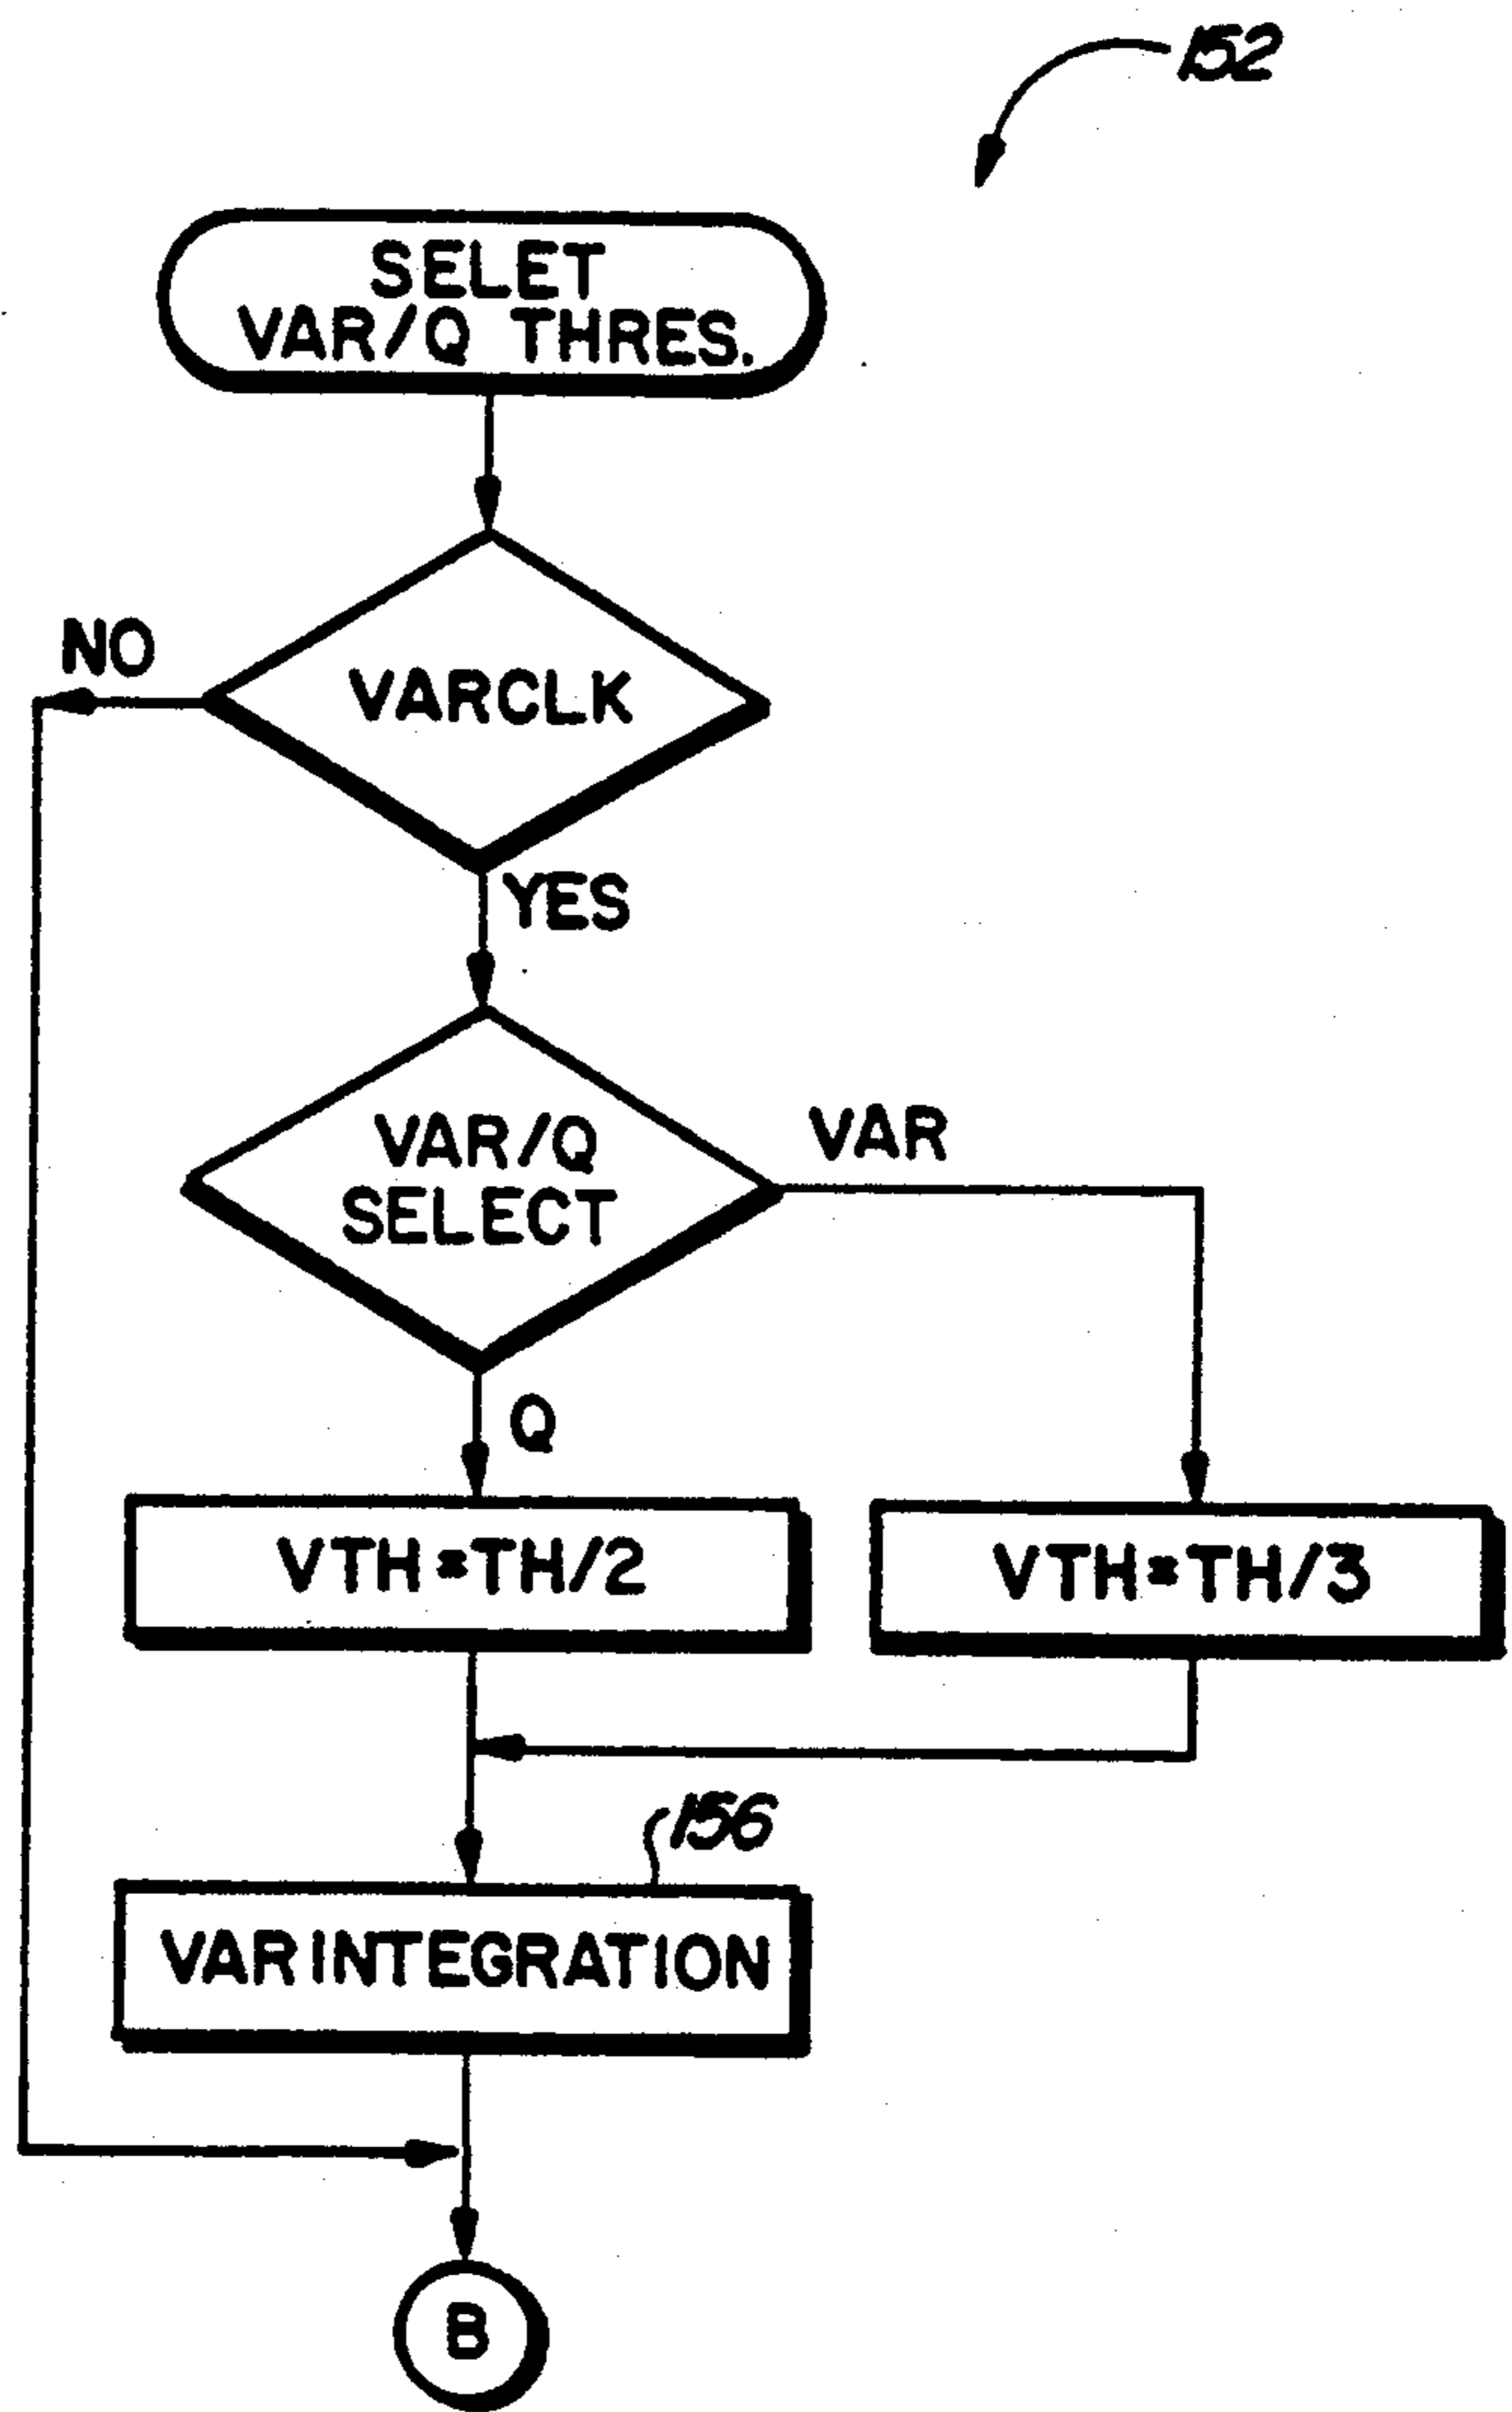 152
SELET
VAR/Q THRES.
NO
VARCLK
YES
VAR/Q
SELECT
VAR
Q
VTH=TH/2
VTH=TH/3
156
VAR INTEGRATION
B